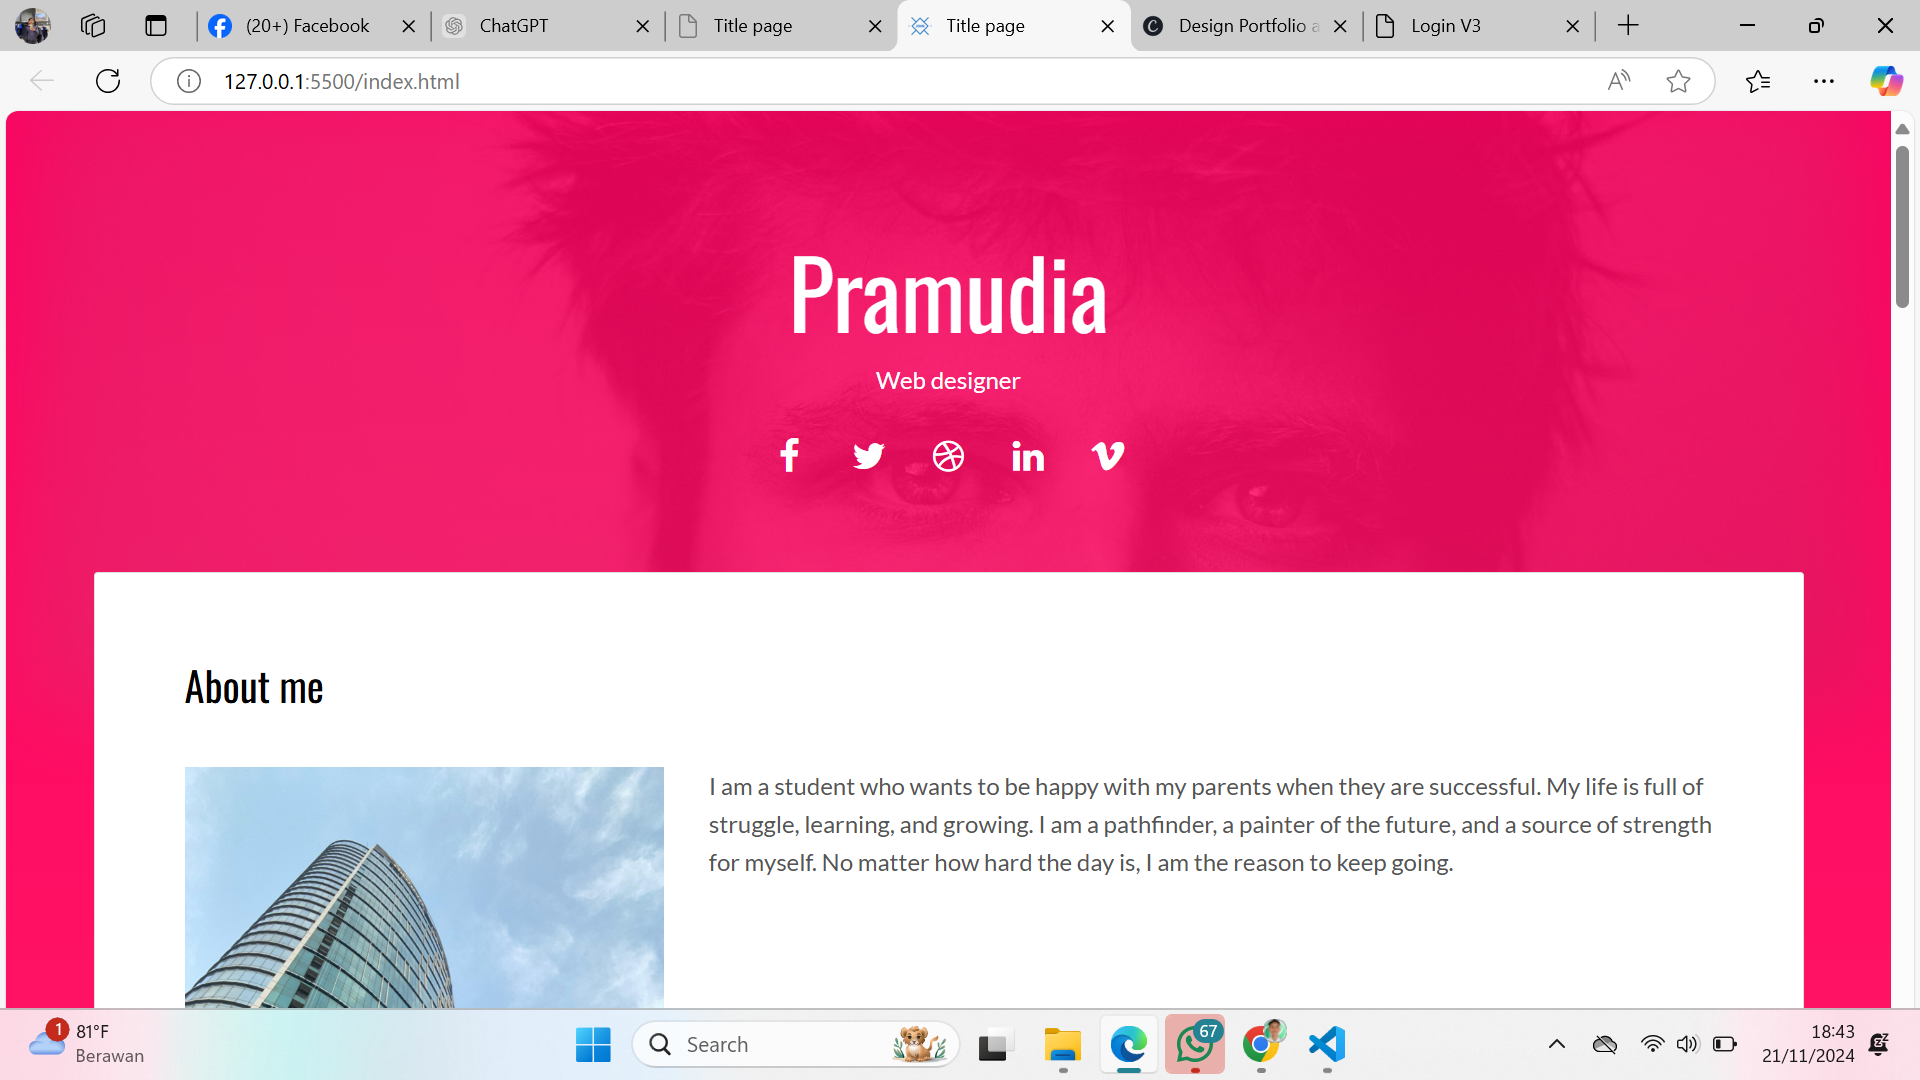 (20+) Facebook
ChatGPT
Title page
Title page
Design Portfolio a
Login V3
127.0.0.1:5500/index.html
Pramudia
Web designer
About me
I am a student who wants to be happy with my parents when they are successful. My life is full of
struggle, learning, and growing. I am a pathfinder, a painter of the future, and a source of strength
for myself. No matter how hard the day is, I am the reason to keep going.
1
81°F
Berawan
Search
67
18:43
21/11/2024